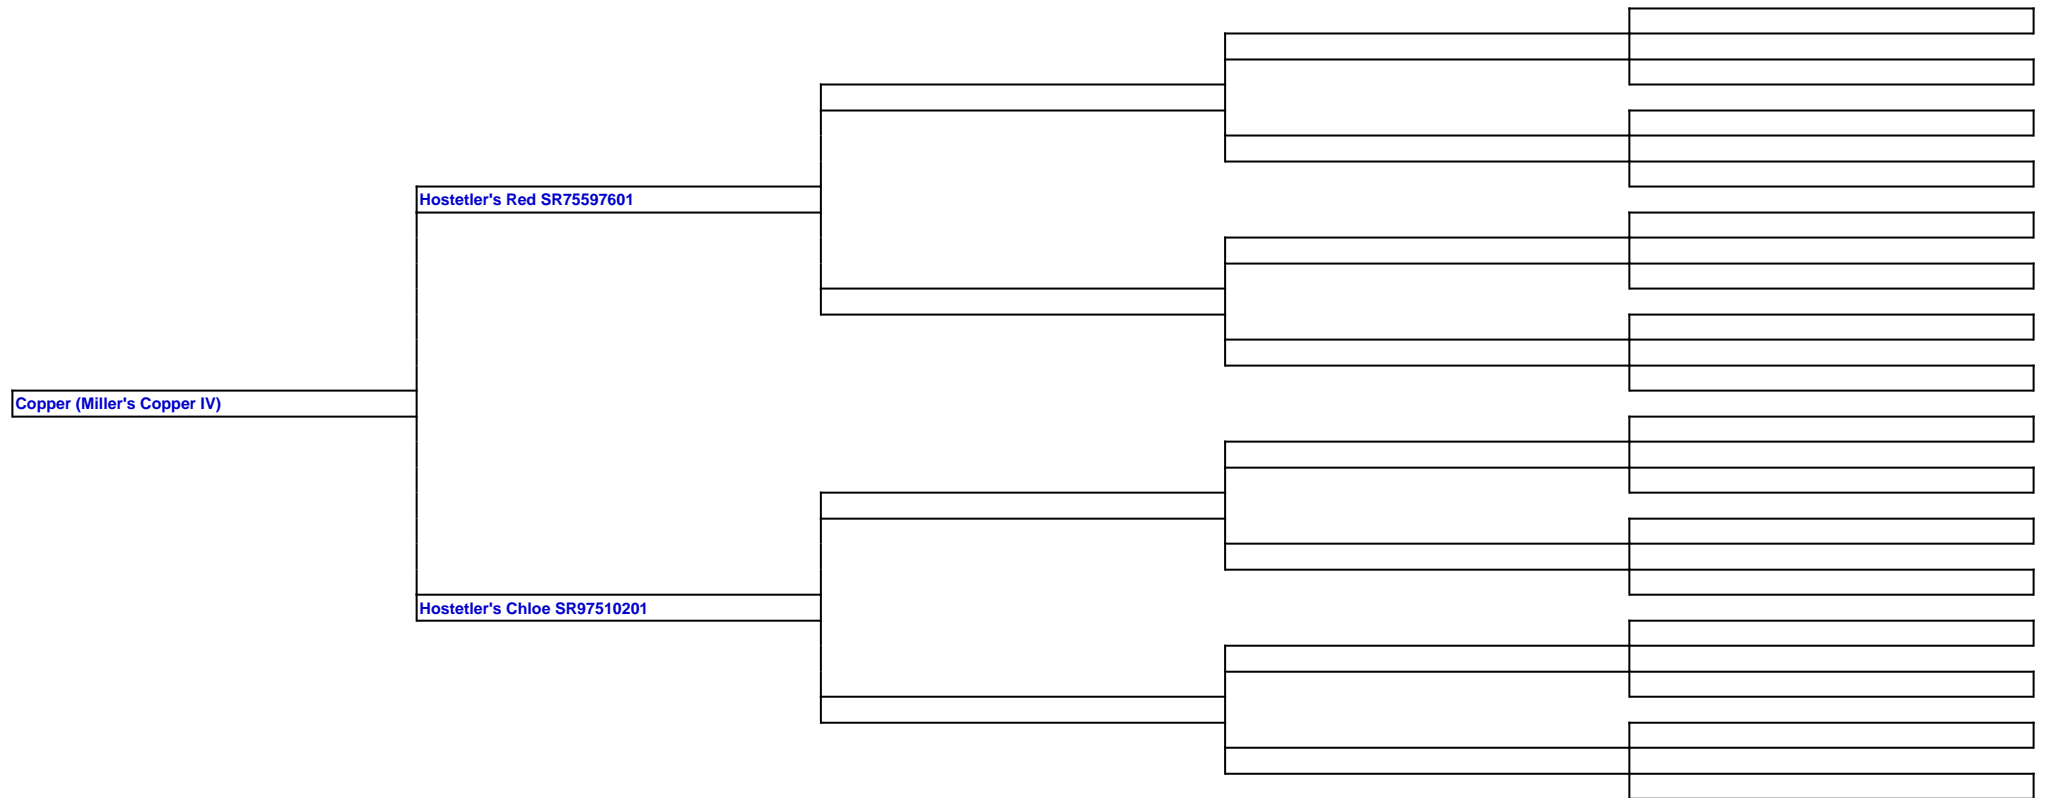 Hostetler's Red SR75597601
Copper (Miller's Copper IV)
Hostetler's Chloe SR97510201